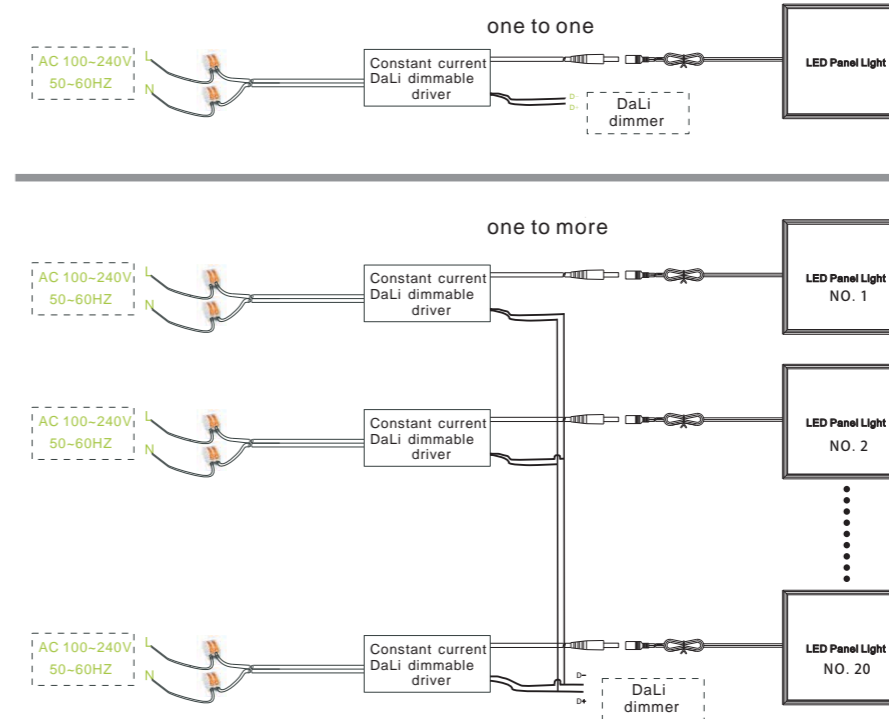 one to one
AC 100~240V
50~60HZ
L
N
Constant current
DaLi dimmable
driver
D-
D-
DaLi
dimmer
LED Panel Light
one to more
AC 100~240V
50~60HZ
L
N
Constant current
DaLi dimmable
driver
LED Panel Light
NO. 1
AC 100~240V
50~60HZ
L
N
Constant current
DaLi dimmable
driver
LED Panel Light
NO. 2
AC 100~240V
50~60HZ
L
N
Constant current
DaLi dimmable
driver
D-
D+
DaLi
dimmer
LED Panel Light
NO. 20